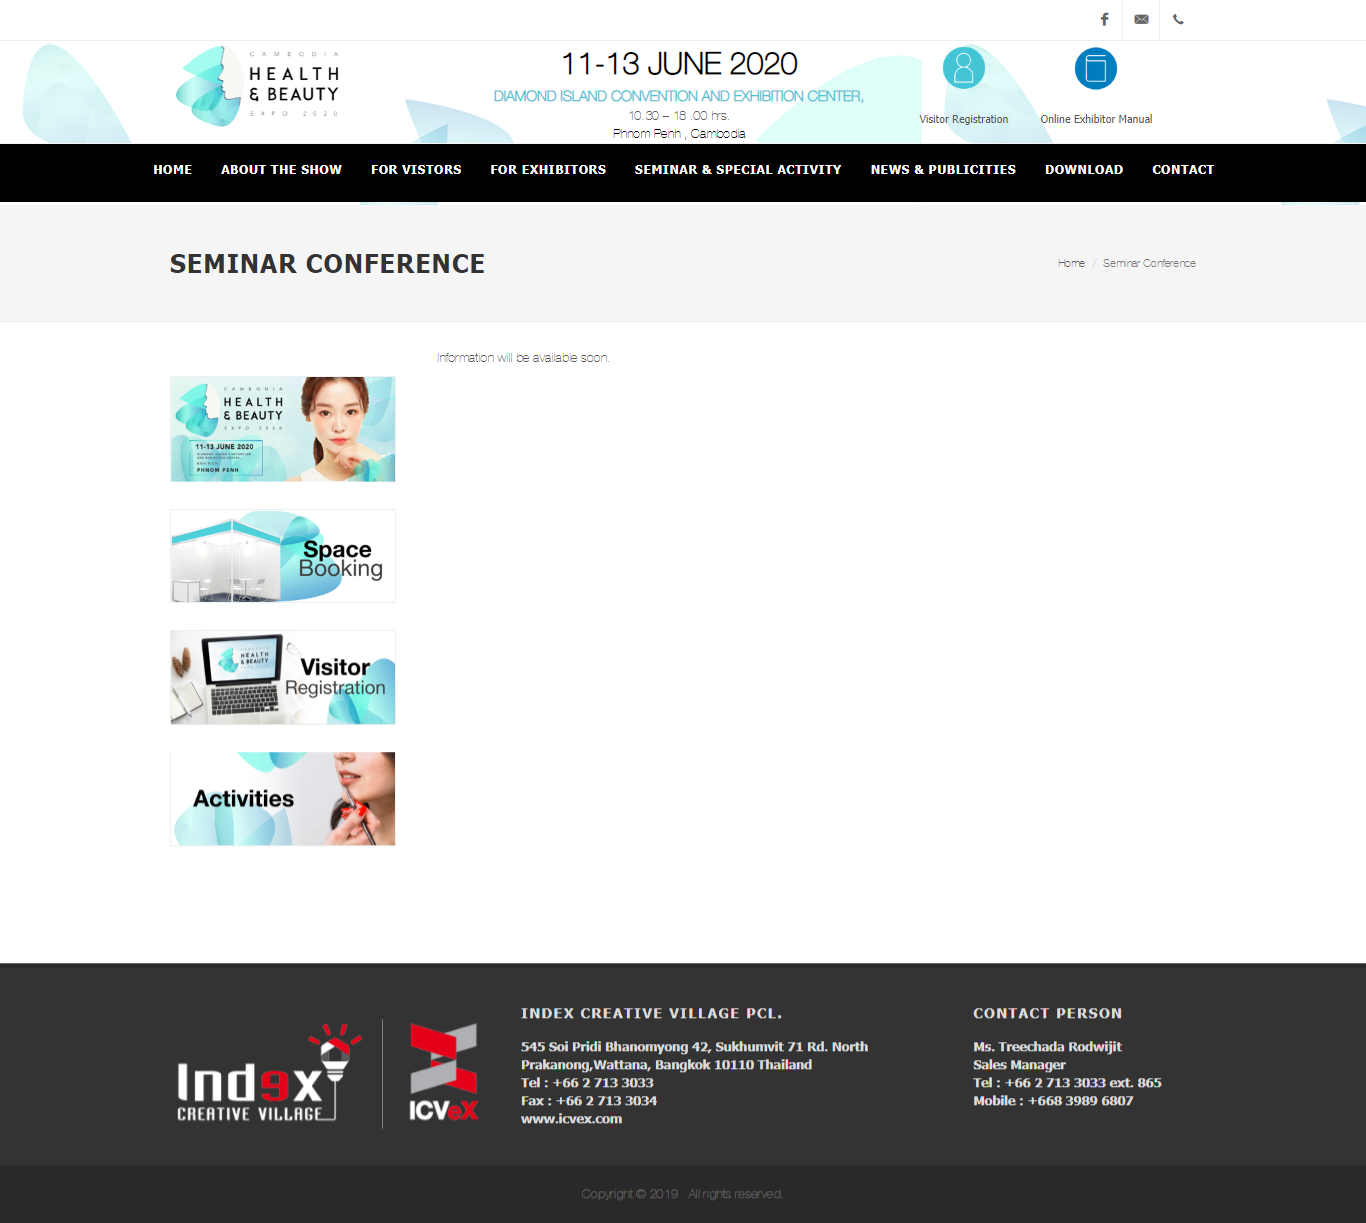 CAMBODIA
HEALTH
& BEAUTY
EXPO 2020
11-13 JUNE 2020
DIAMOND ISLAND CONVENTION AND EXHIBITION CENTER,
10.30 – 18 .00 hrs.
Phnom Penh , Cambodia
Visitor Registration
Online Exhibitor Manual
HOME
ABOUT THE SHOW
FOR VISTORS
FOR EXHIBITORS
SEMINAR & SPECIAL ACTIVITY
NEWS & PUBLICITIES
DOWNLOAD
CONTACT
SEMINAR CONFERENCE
Home / Seminar Conference
Information will be available soon.
CAMBODIA
HEALTH
& BEAUTY
EXPO 2020
11-13 JUNE 2020
PHNOM PENH
Space
Booking
HEALTH
& BEAUTY
Visitor
Registration
Activities
Index
CREATIVE VILLAGE
ICVeX
INDEX CREATIVE VILLAGE PCL.
545 Soi Pridi Bhanomyong 42, Sukhumvit 71 Rd. North
Prakanong,Wattana, Bangkok 10110 Thailand
Tel : +66 2 713 3033
Fax : +66 2 713 3034
www.icvex.com
CONTACT PERSON
Ms. Treechada Rodwijit
Sales Manager
Tel : +66 2 713 3033 ext. 865
Mobile : +668 3989 6807
Copyright © 2019 . All rights reserved.